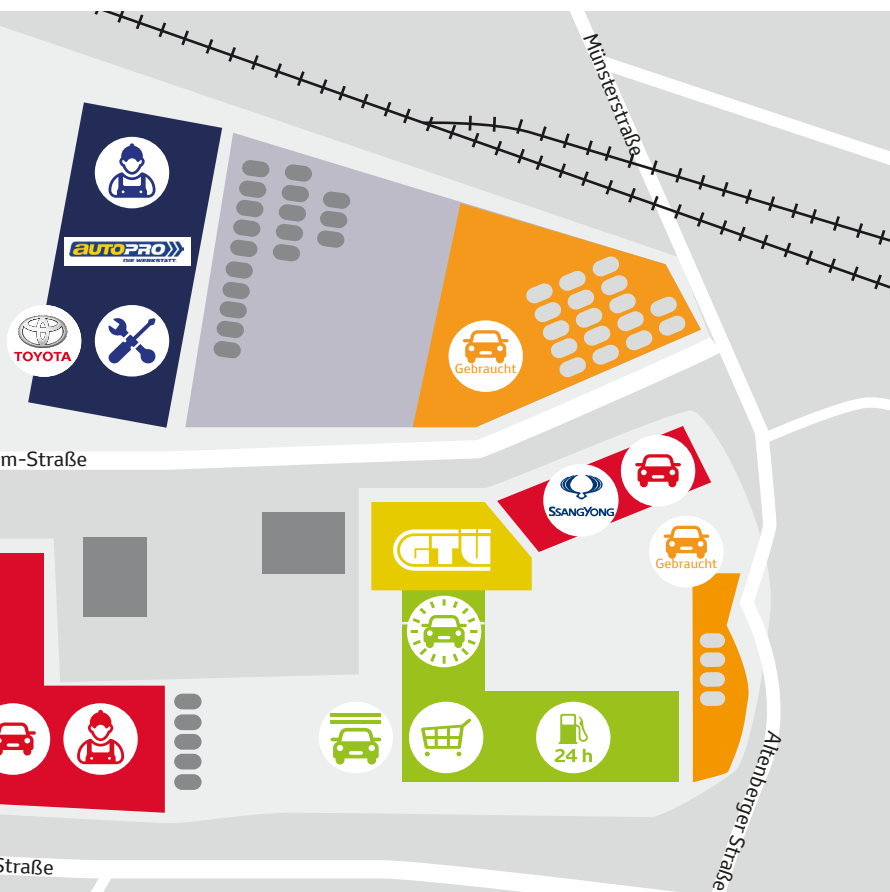 Münsterstraße
AUTOPRO
DIE WERKSTATT.
TOYOTA
Gebraucht
m-Straße
SSANGYONG
GTÜ
Gebraucht
24 h
Altenberger Straße
Straße